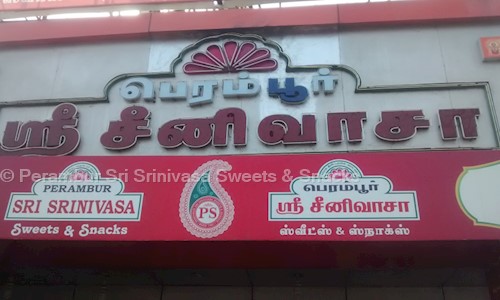 பெரம்பூர்
ஸ்ரீ சீனிவாசா
© Perambur Sri Srinivasa Sweets & Snacks
PERAMBUR
SRI SRINIVASA
Sweets & Snacks
PS
பெரம்பூர்
ஸ்ரீ சீனிவாசா
ஸ்வீட்ஸ் & ஸ்நாக்ஸ்